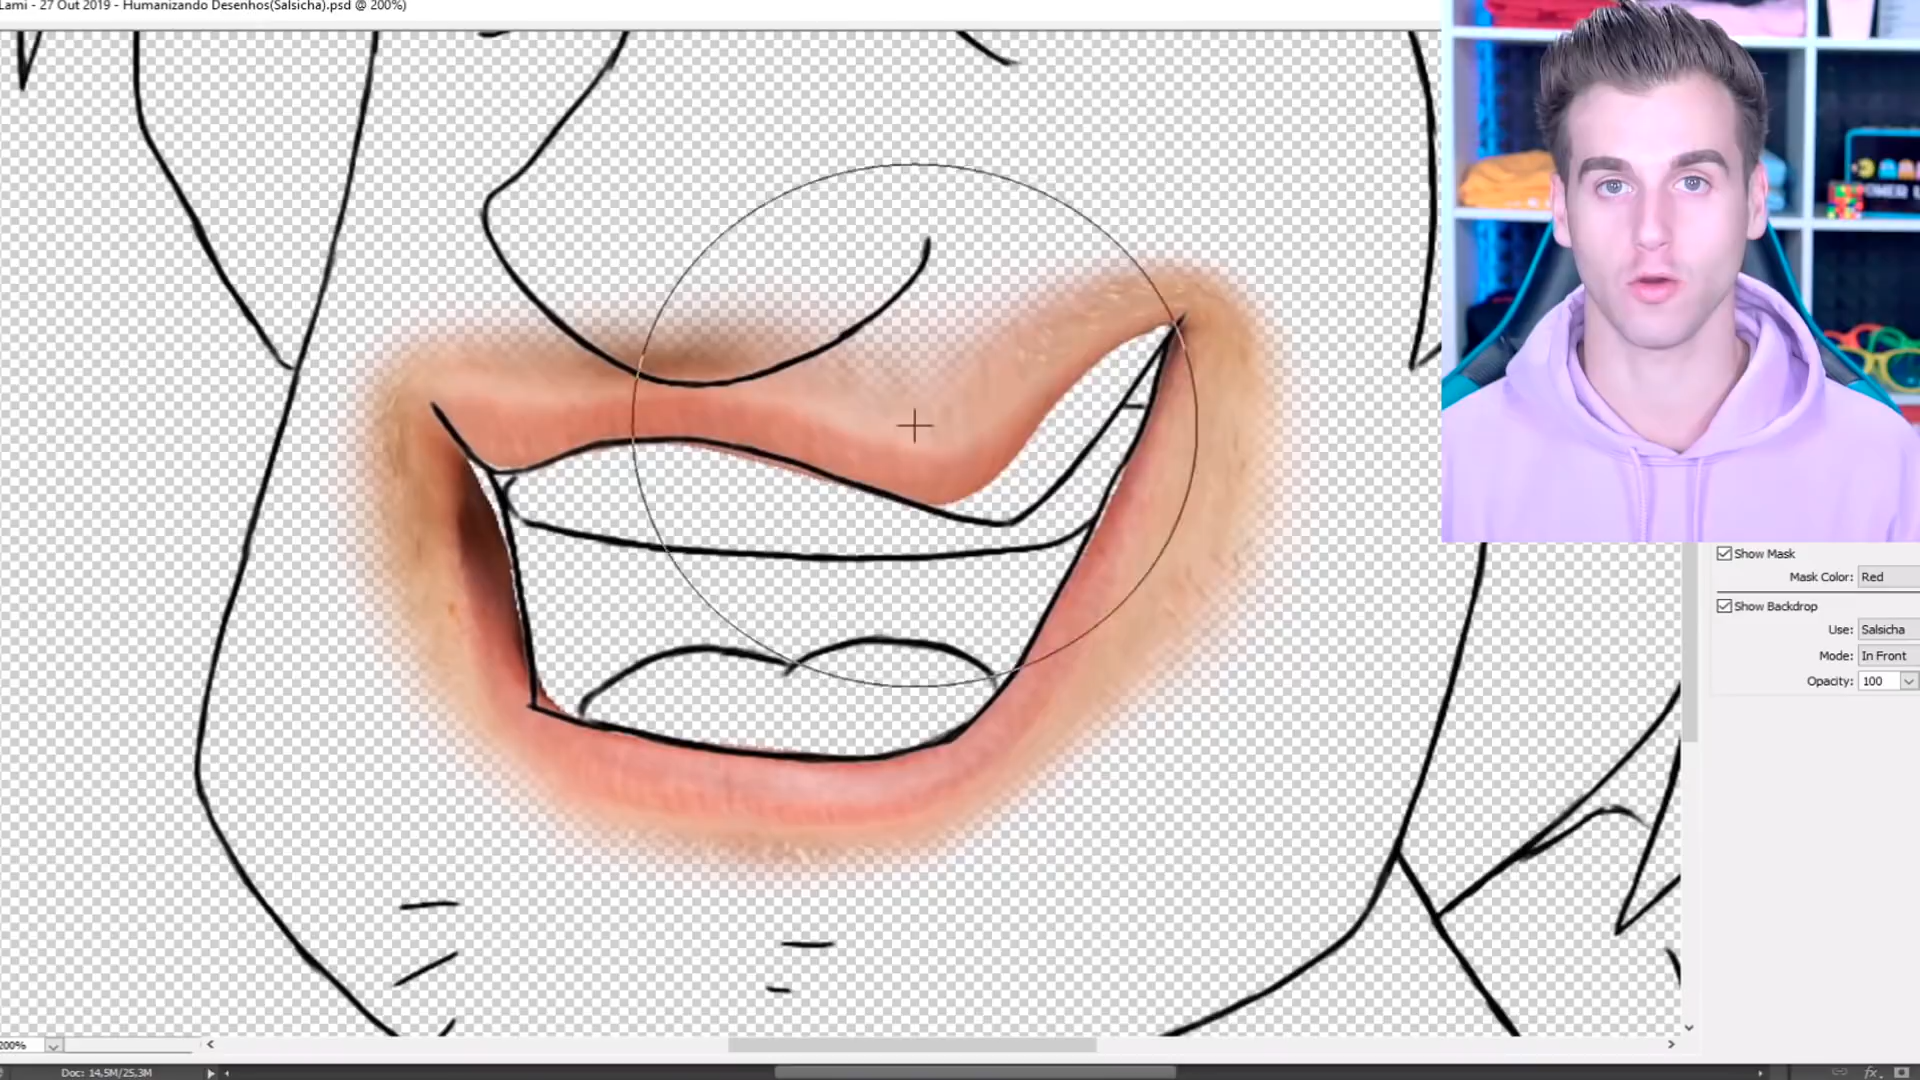 Lami - 27 Out 2019 - Humanizando Desenhos(Salsicha).psd @ 200%)
Show Mask
Mask Color: Red
Show Backdrop
Use: Salsicha
Mode: In Front
Opacity: 100
200%
Doc: 14,5M/25,3M
fx